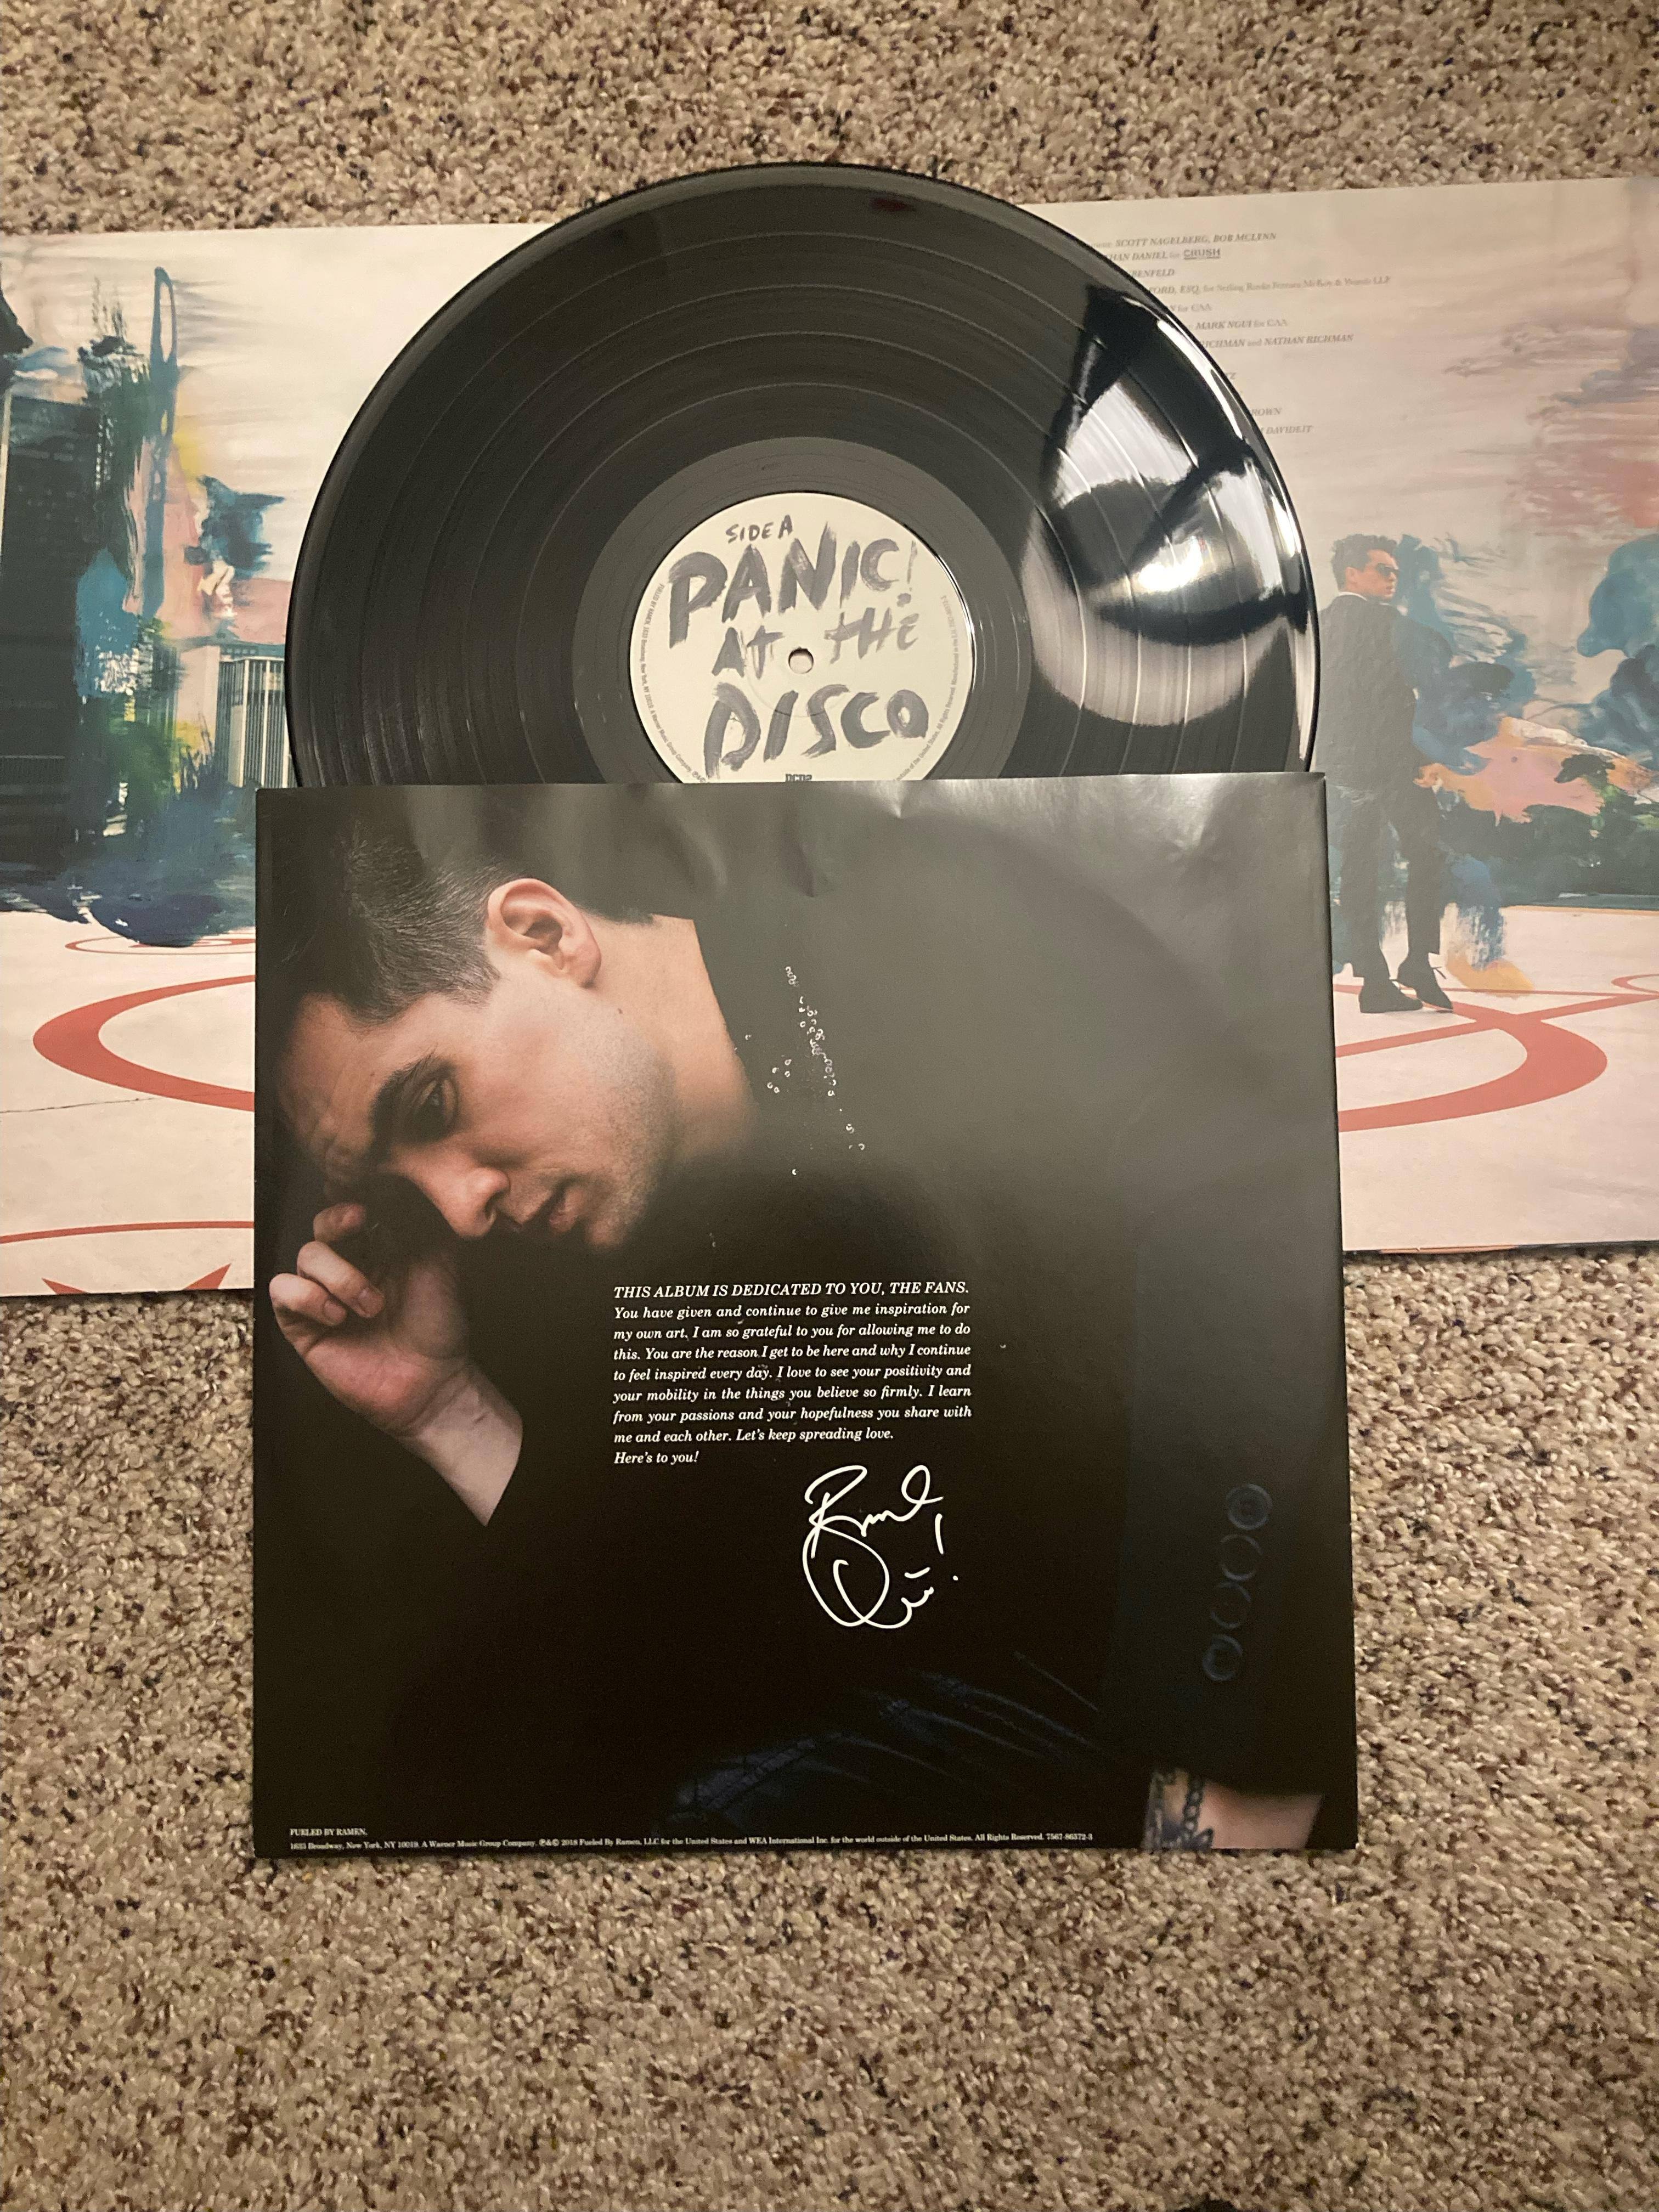 SCOTT NAGELBERG, BOB MCLYNN
DANIEL for CRUSH
ESQ. for
for CAA
MARK NGUI for CAA
RICHMAN and NATHAN RICHMAN
SIDE A
PANIC!
AT THE
DISCO
THIS ALBUM IS DEDICATED TO YOU, THE FANS.
You have given and continue to give me inspiration for
my own art. I am so grateful to you for allowing me to do
this. You are the reason I get to be here and why I continue
to feel inspired every day. I love to see your positivity and
your mobility in the things you believe so firmly. I learn
from your passions and your hopefulness you share with
me and each other. Let's keep spreading love.
Here's to you!
FUELED BY RAMEN,
1633 Broadway, New York, NY 10019. A Warner Music Group Company. ℗&© 2018 Fueled By Ramen, LLC for the United States and WEA International Inc. for the world outside of the United States. All Rights Reserved. 7567-86572-3